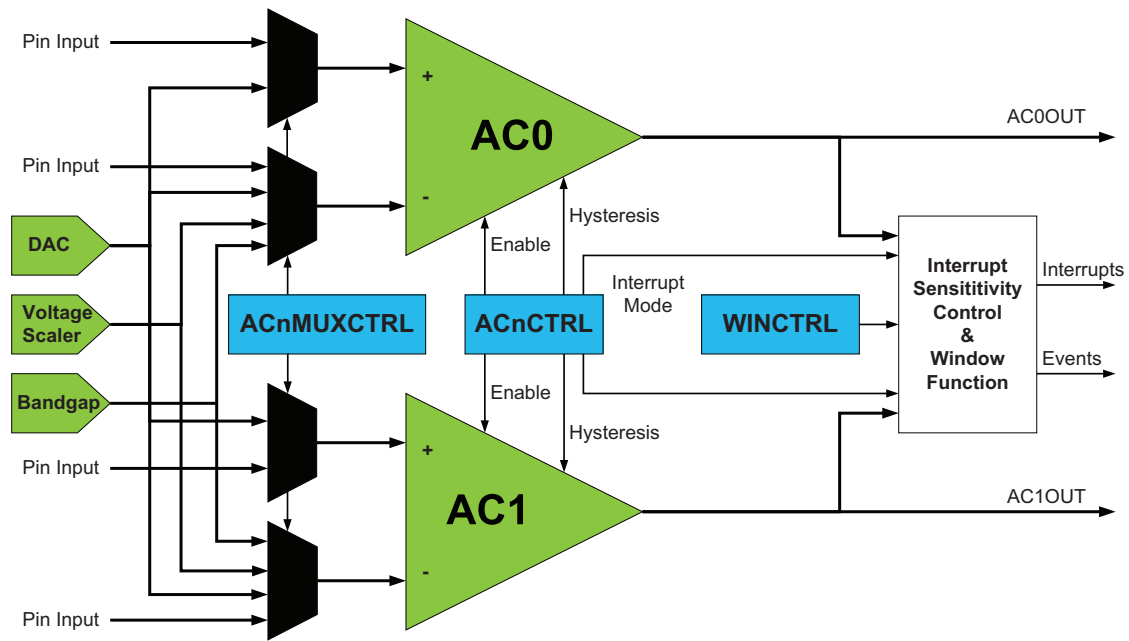 Pin Input
+
AC0
-
AC0OUT
Pin Input
Hysteresis
Enable
DAC
Voltage
Scaler
Bandgap
ACnMUXCTRL
ACnCTRL
Interrupt
Mode
WINCTRL
Interrupt
Sensititivity
Control
&
Window
Function
Interrupts
Events
Enable
Hysteresis
Pin Input
+
AC1
-
AC1OUT
Pin Input